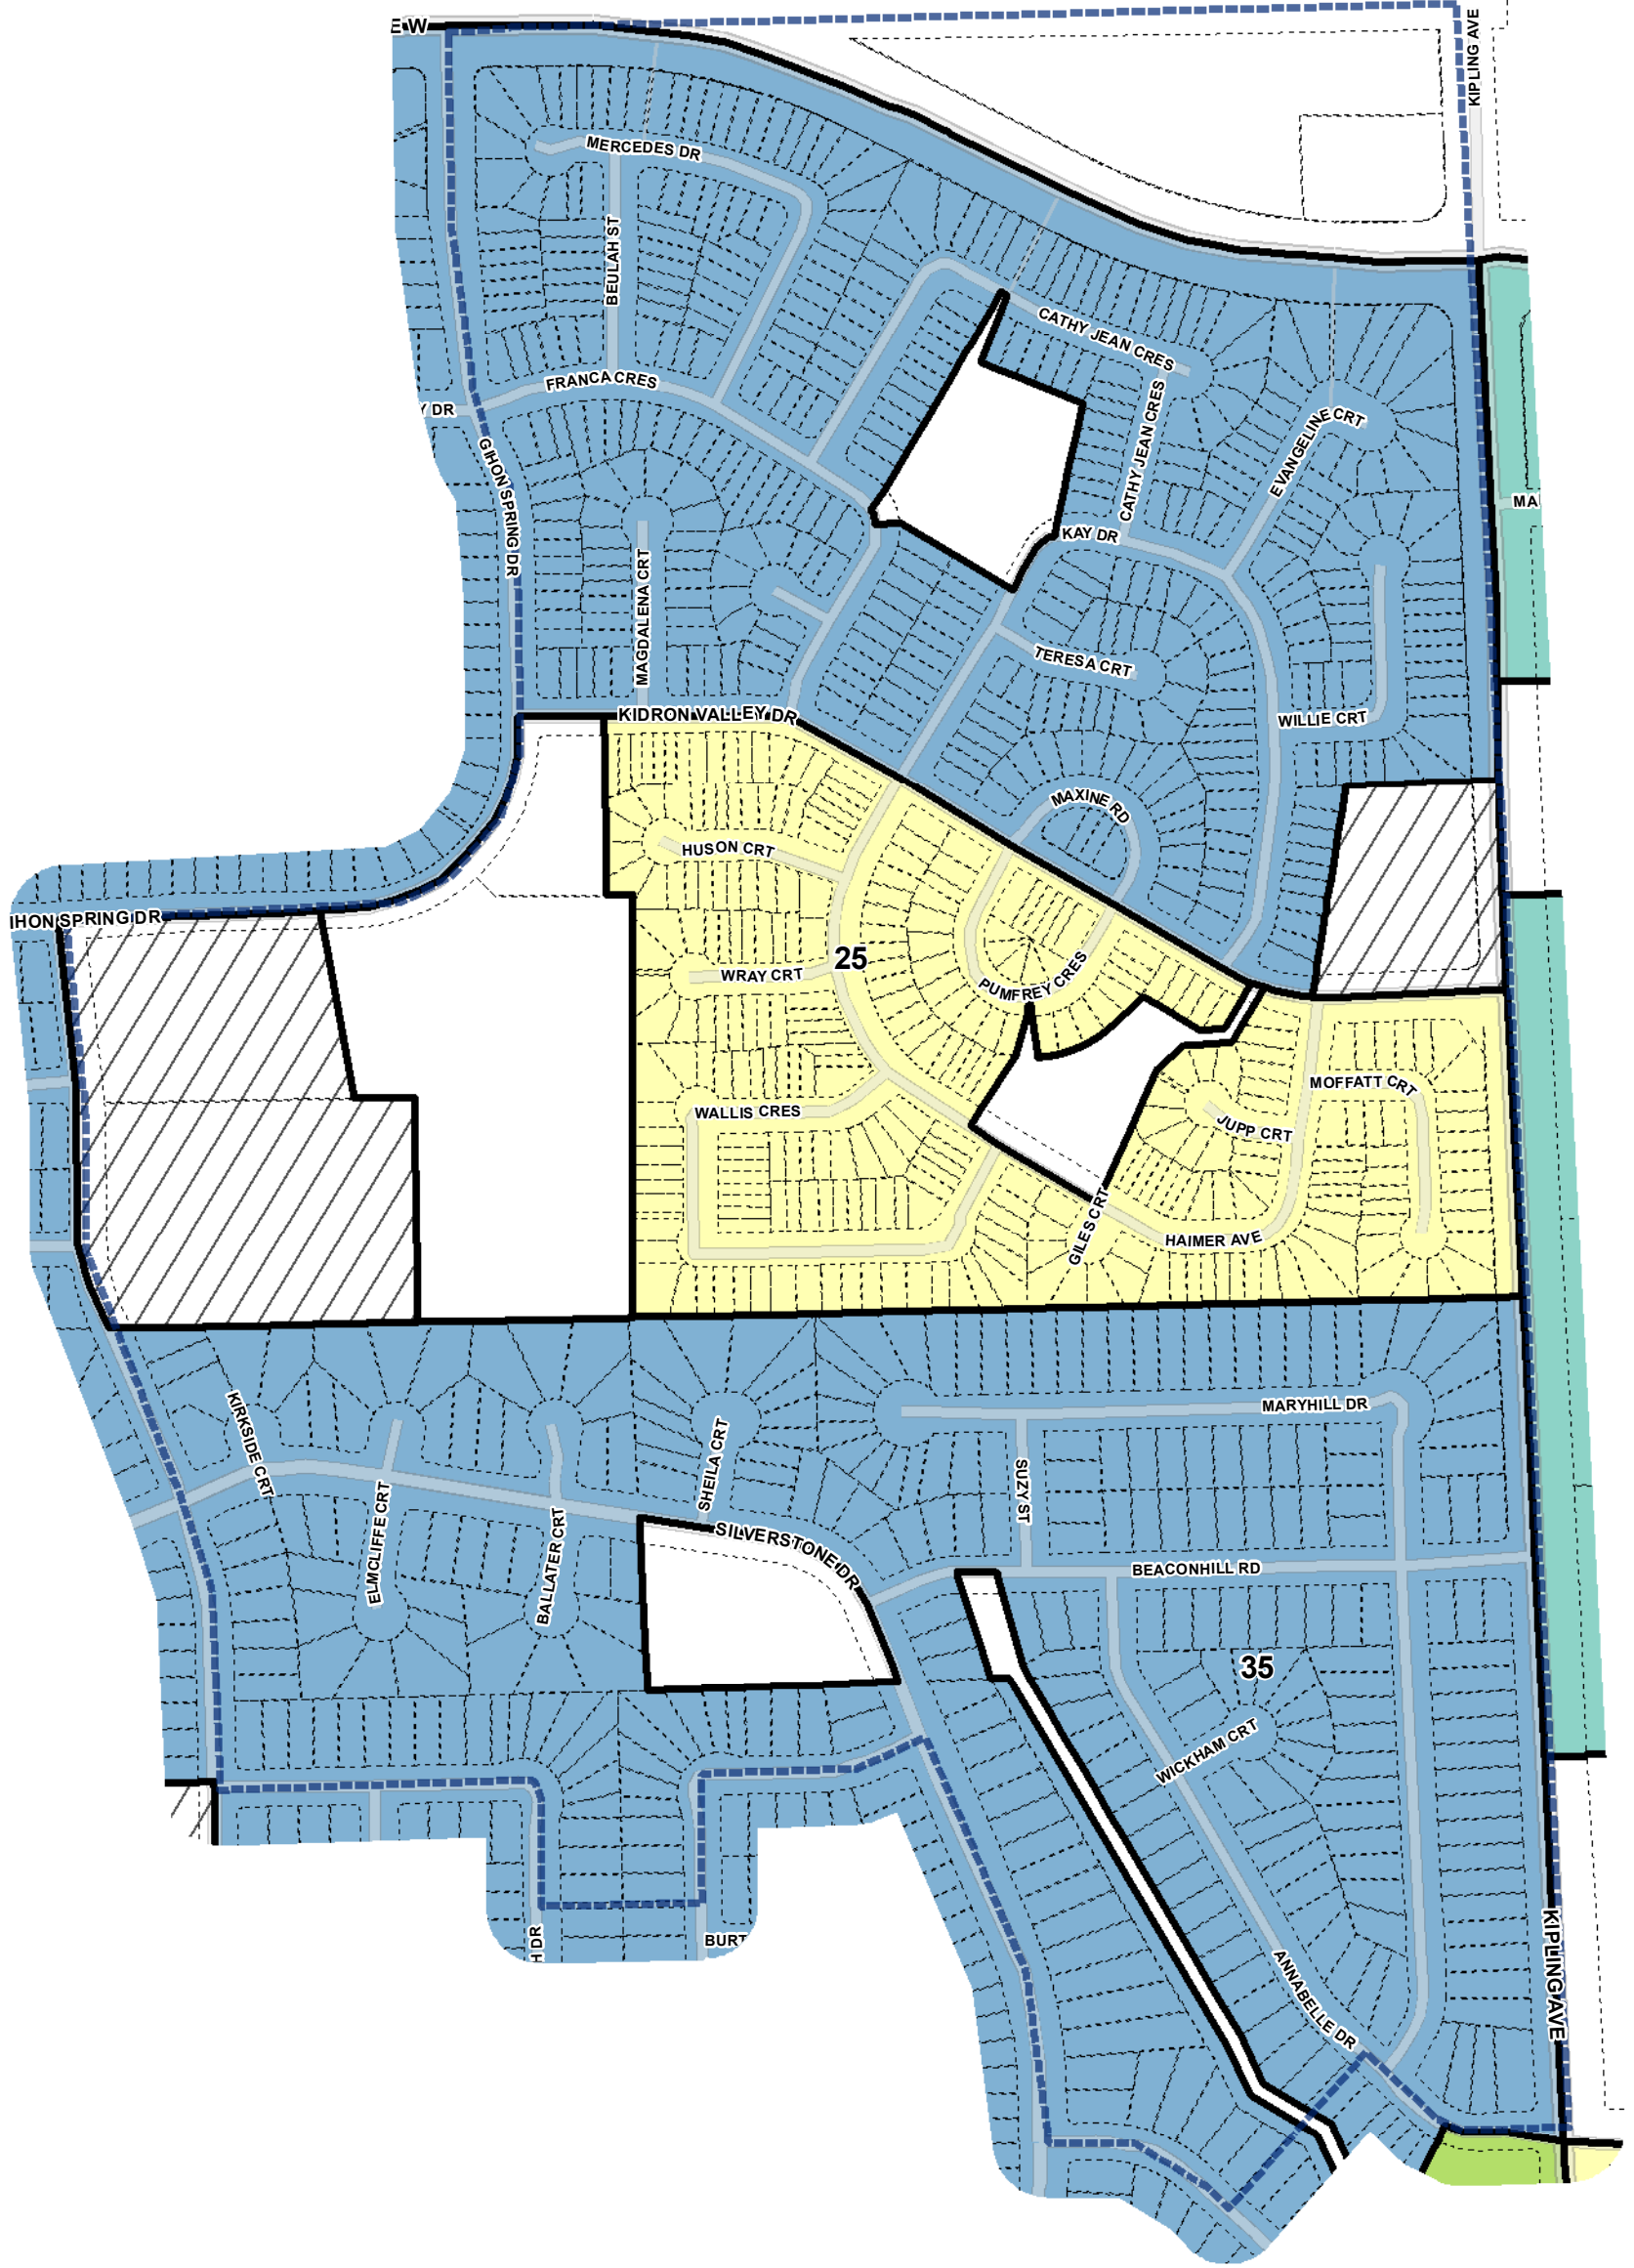 E W
KIPLING AVE
MERCEDES DR
BEULAH ST
CATHY JEAN CRES
FRANCA CRES
Y DR
CATHY JEAN CRES
EVANGELINE CRT
GIHON SPRING DR
MA
KAY DR
MAGDALENA CRT
TERESA CRT
KIDRON VALLEY DR
WILLIE CRT
MAXINE RD
HUSON CRT
IHON SPRING DR
25
WRAY CRT
PUMFREY CRES
MOFFATT CRT
WALLIS CRES
JUPP CRT
GILES CRT
HAIMER AVE
MARYHILL DR
KIRKSIDE CRT
SHEILA CRT
SUZY ST
ELMCLIFFE CRT
BALLATER CRT
SILVERSTONE DR
BEACONHILL RD
35
WICKHAM CRT
H DR
BURT
ANNABELLE DR
KIPLING AVE